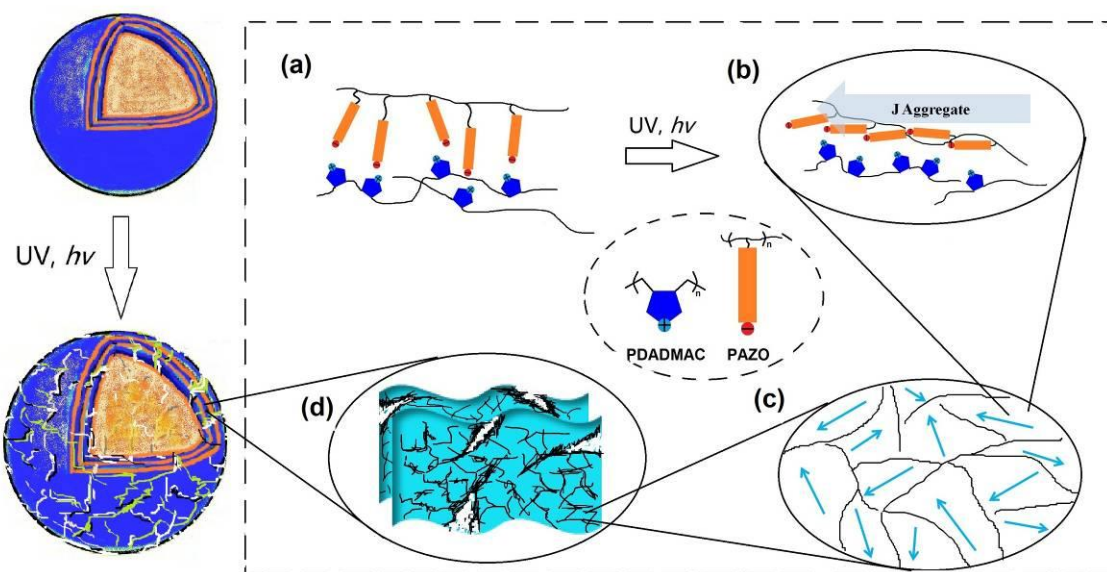 (a)
(b)
J Aggregate
UV, hv
UV, hv
n
n
PDADMAC
PAZO
(d)
(c)